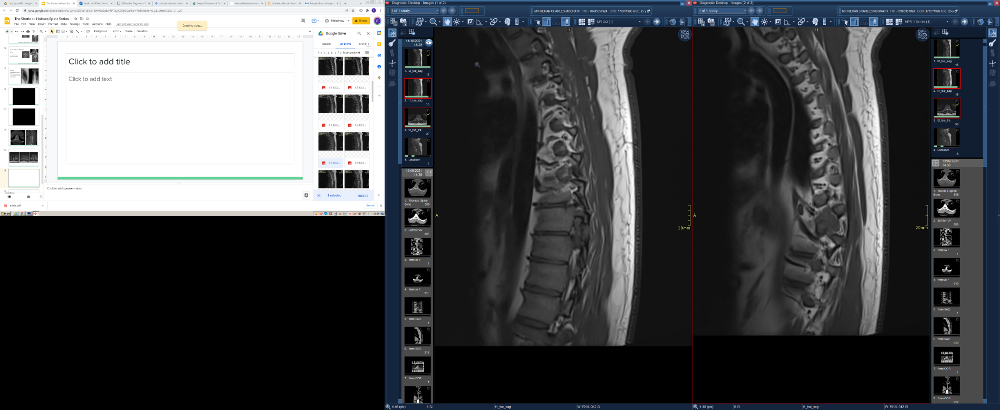 The Sherlock Holmes Spine Series
File Edit View Insert Format Slide Arrange Tools Add-ons Help Last edit was seconds ago
Creating video...
Slideshow
Share
Background Layout Theme Transition
Click to add title
Click to add text
Click to add speaker notes
Google Drive
RECENT MY DRIVE
facet gout MRI
1 selected
INSERT
article.pdf
Show all
Start
Diagnostic Desktop - Images (1 of 2)
1 of 1 study
MR KIERAN CHARLES MCGRATH PID - RR83357924 DOB: 17/07/1996 AGE: 25 y
MR 2x2 (1)
14/10/2021
18:22
1. t2_tse_sag
15
2. t1_tse_sag
15
3. t2_tse_tra
30
4. Localiser
8
13/09/2021
14:30
1. Thoracic Spine
Bone 595
2. Soft for VR
595
3. 1mm ax 1
1
4. 1mm ax 1
310
5. 1mm SAG
1
6. 1mm SAG
212
7. 1mm COR
1
H
A
20mm
4.48 (pix)
6 SI
t1_tse_sag
W:791/L:342 SI
Diagnostic Desktop - Images (2 of 2)
1 of 1 study
MR KIERAN CHARLES MCGRATH PID - RR83357924 DOB: 17/07/1996 AGE: 25 y
MPR 1 Series (1)
H
A
20mm
1. t2_tse_sag
15
2. t1_tse_sag
15
3. t2_tse_tra
30
4. Localiser
8
13/09/2021
14:30
1. Thoracic Spine
Bone 595
2. Soft for VR
595
3. 1mm ax 1
1
4. 1mm ax 1
310
5. 1mm SAG
1
6. 1mm SAG
212
7. 1mm COR
1
8. 1mm COR
212
4.48 (pix)
6 SI
t1_tse_sag
W:791/L:342 SI